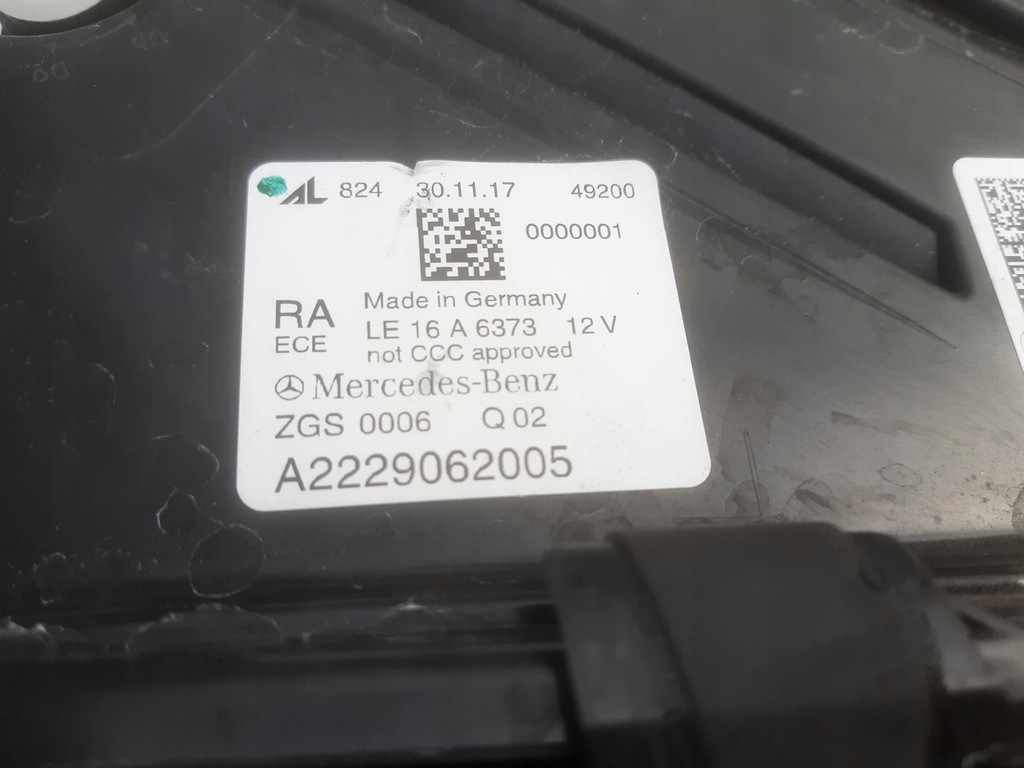 AL 824 30.11.17 49200
0000001
RA Made in Germany
ECE LE 16 A 6373 12 V
not CCC approved
Mercedes-Benz
ZGS 0006 Q 02
A2229062005